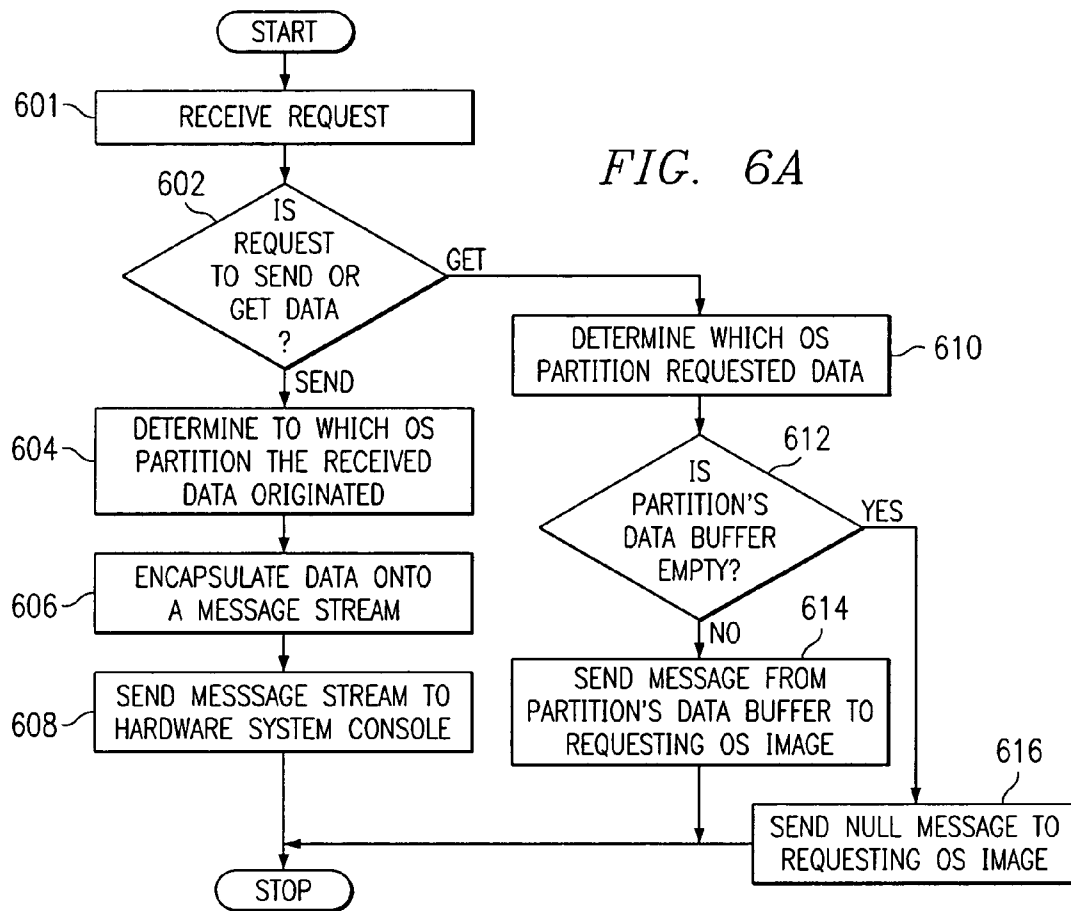 START
601
RECEIVE REQUEST
FIG. 6A
602
IS
REQUEST
TO SEND OR
GET DATA
?
GET
SEND
604
DETERMINE TO WHICH OS
PARTITION THE RECEIVED
DATA ORIGINATED
606
ENCAPSULATE DATA ONTO
A MESSAGE STREAM
608
SEND MESSSAGE STREAM TO
HARDWARE SYSTEM CONSOLE
610
DETERMINE WHICH OS
PARTITION REQUESTED DATA
612
IS
PARTITION'S
DATA BUFFER
EMPTY?
YES
NO
614
SEND MESSAGE FROM
PARTITION'S DATA BUFFER TO
REQUESTING OS IMAGE
616
SEND NULL MESSAGE TO
REQUESTING OS IMAGE
STOP